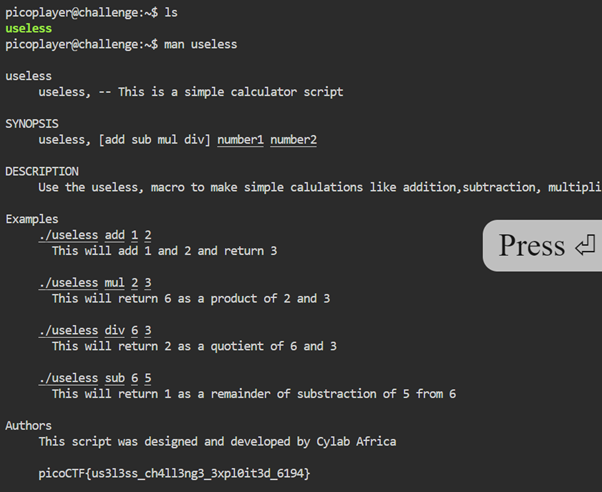 picoplayer@challenge:~$ ls
useless
picoplayer@challenge:~$ man useless
useless
useless, -- This is a simple calculator script
SYNOPSIS
useless, [add sub mul div] number1 number2
DESCRIPTION
Use the useless, macro to make simple calulations like addition,subtraction, multipli
Examples
./useless add 1 2
This will add 1 and 2 and return 3
./useless mul 2 3
This will return 6 as a product of 2 and 3
./useless div 6 3
This will return 2 as a quotient of 6 and 3
./useless sub 6 5
This will return 1 as a remainder of substraction of 5 from 6
Authors
This script was designed and developed by Cylab Africa
picoCTF{us3l3ss_ch4ll3ng3_3xpl0it3d_6194}
Press ⏎